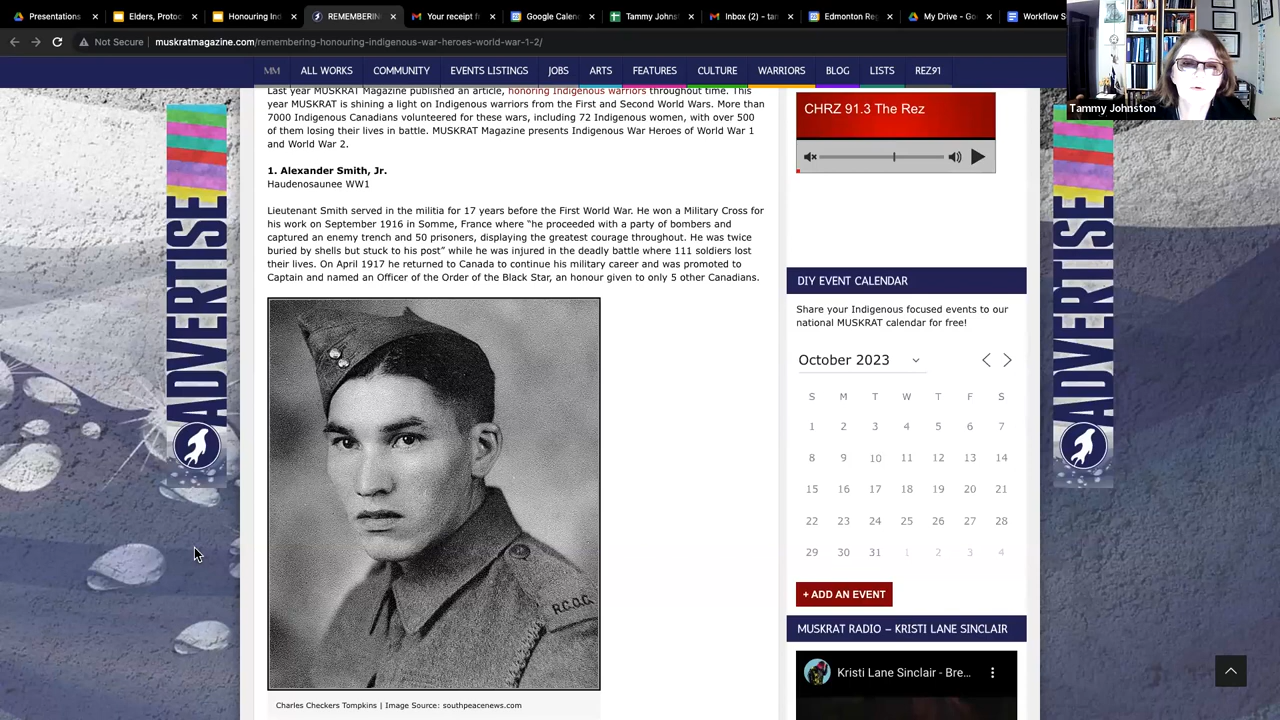 Presentations
Elders, Protoc
Honouring Ind
REMEMBERIN
Your receipt f
Google Calen
Tammy Johns
Inbox (2) – tan
Edmonton Reg
My Drive - Go
Workflow S
Not Secure
muskratmagazine.com/remembering-honouring-indigenous-war-heroes-world-war-1-2/
Tammy Johnston
MM
ALL WORKS
COMMUNITY
EVENTS LISTINGS
JOBS
ARTS
FEATURES
CULTURE
WARRIORS
BLOG
LISTS
REZ91
Last year MUSKRAT Magazine published an article, honoring Indigenous warriors throughout time. This
year MUSKRAT is shining a light on Indigenous warriors from the First and Second World Wars. More than
7000 Indigenous Canadians volunteered for these wars, including 72 Indigenous women, with over 500
of them losing their lives in battle. MUSKRAT Magazine presents Indigenous War Heroes of World War 1
and World War 2.
1. Alexander Smith, Jr.
Haudenosaunee WW1
Lieutenant Smith served in the militia for 17 years before the First World War. He won a Military Cross for
his work on September 1916 in Somme, France where "he proceeded with a party of bombers and
captured an enemy trench and 50 prisoners, displaying the greatest courage throughout. He was twice
buried by shells but stuck to his post" while he was injured in the deadly battle where 111 soldiers lost
their lives. On April 1917 he returned to Canada to continue his military career and was promoted to
Captain and named an Officer of the Order of the Black Star, an honour given to only 5 other Canadians.
R.C.O.C.
Charles Checkers Tompkins | Image Source: southpeacenews.com
ADVERTISE
CHRZ 91.3 The Rez
DIY EVENT CALENDAR
Share your Indigenous focused events to our
national MUSKRAT calendar for free!
October 2023
S M T W T F S
1 2 3 4 5 6 7
8 9 10 11 12 13 14
15 16 17 18 19 20 21
22 23 24 25 26 27 28
29 30 31 1 2 3 4
+ ADD AN EVENT
MUSKRAT RADIO – KRISTI LANE SINCLAIR
Kristi Lane Sinclair - Bre...
ADVERTISE